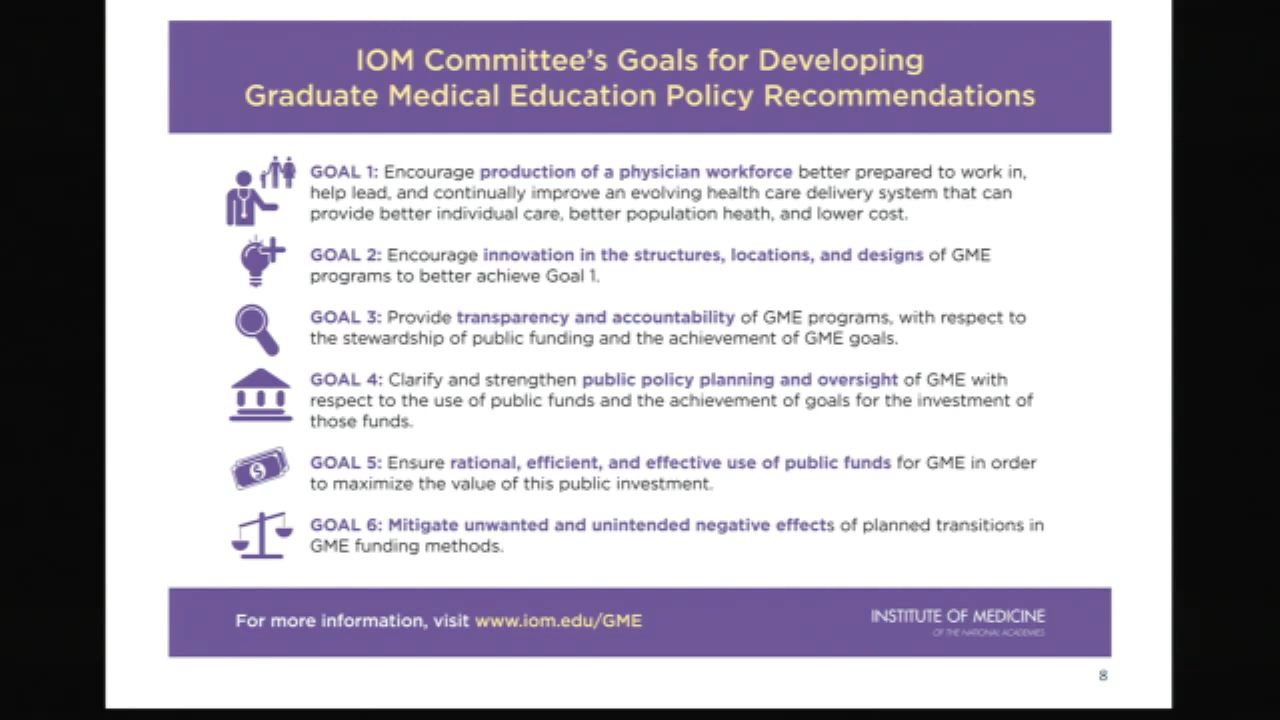 IOM Committee's Goals for Developing
Graduate Medical Education Policy Recommendations
GOAL 1: Encourage production of a physician workforce better prepared to work in,
help lead, and continually improve an evolving health care delivery system that can
provide better individual care, better population heath, and lower cost.
GOAL 2: Encourage innovation in the structures, locations, and designs of GME
programs to better achieve Goal 1.
GOAL 3: Provide transparency and accountability of GME programs, with respect to
the stewardship of public funding and the achievement of GME goals.
GOAL 4: Clarify and strengthen public policy planning and oversight of GME with
respect to the use of public funds and the achievement of goals for the investment of
those funds.
GOAL 5: Ensure rational, efficient, and effective use of public funds for GME in order
to maximize the value of this public investment.
GOAL 6: Mitigate unwanted and unintended negative effects of planned transitions in
GME funding methods.
For more information, visit www.iom.edu/GME
INSTITUTE OF MEDICINE
OF THE NATIONAL ACADEMIES
8